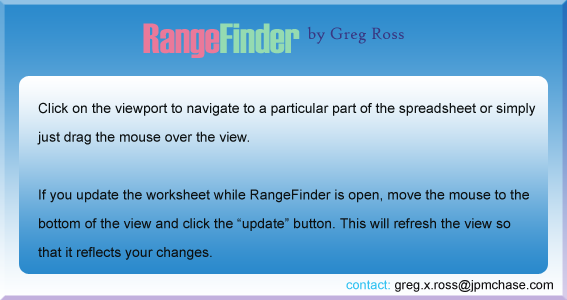 RangeFinder by Greg Ross
Click on the viewport to navigate to a particular part of the spreadsheet or simply
just drag the mouse over the view.
If you update the worksheet while RangeFinder is open, move the mouse to the
bottom of the view and click the “update” button. This will refresh the view so
that it reflects your changes.
contact: greg.x.ross@jpmchase.com